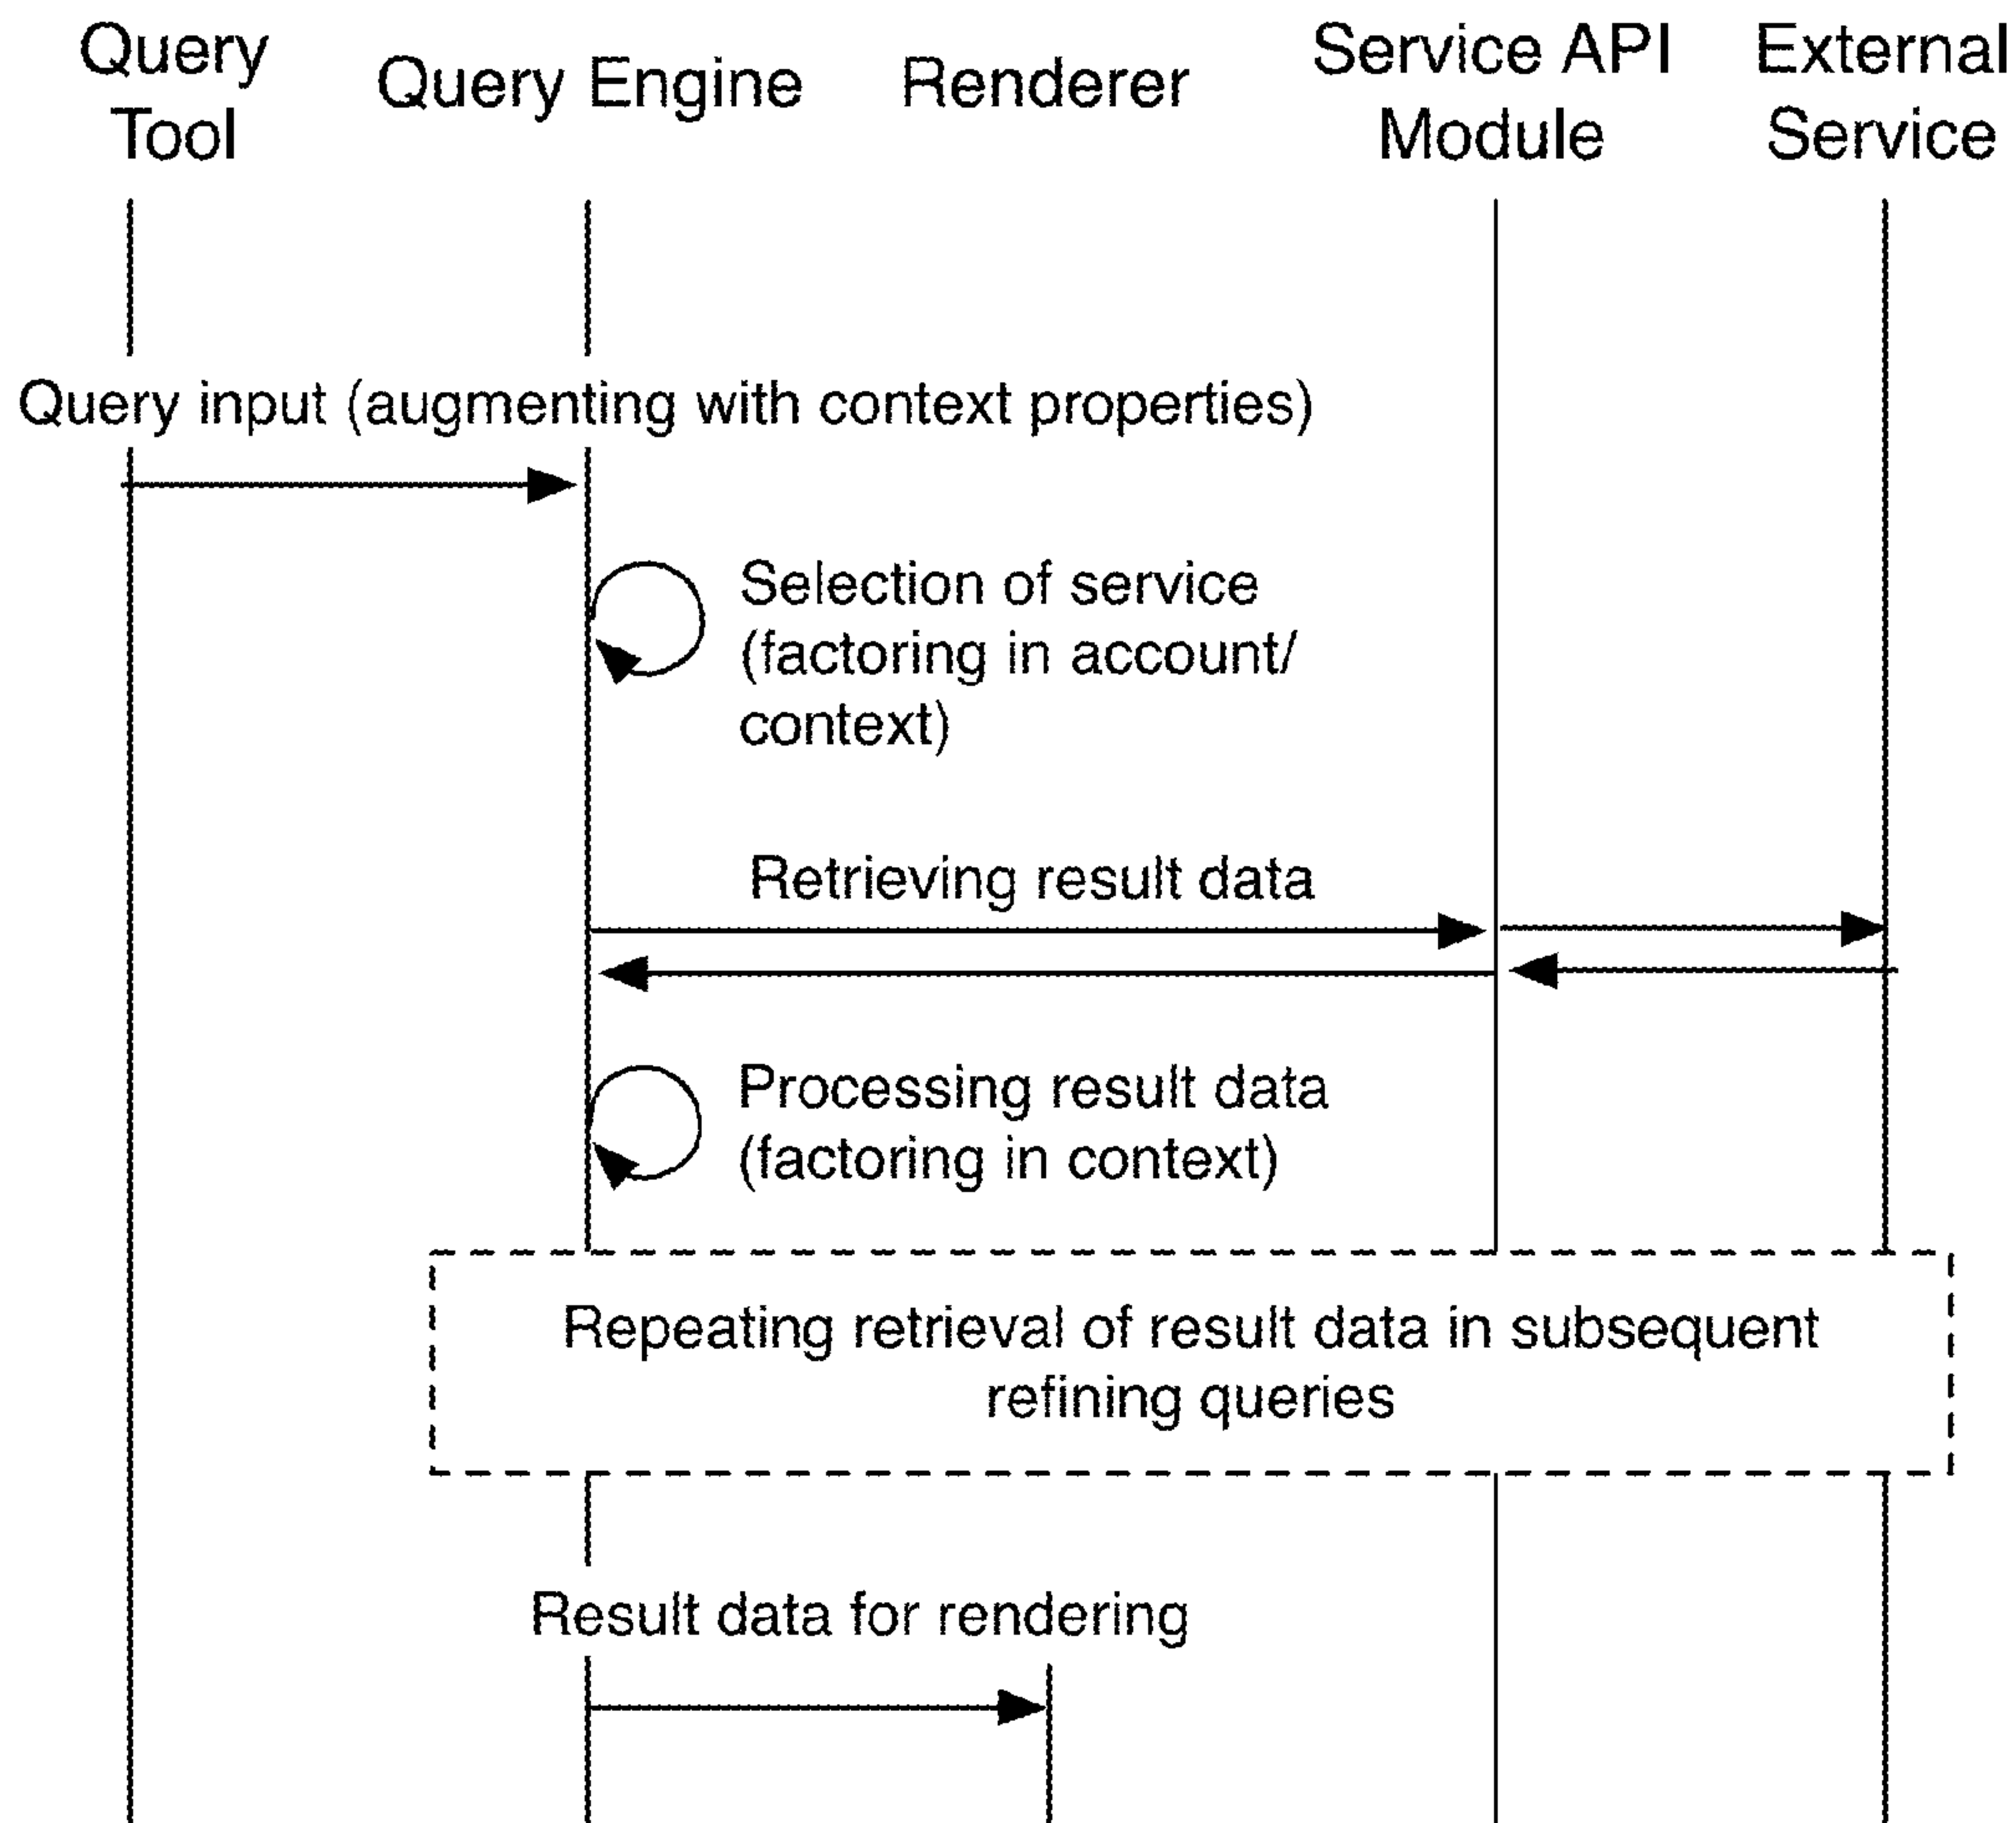 Query
Tool
Query Engine
Renderer
Service API
Module
External
Service
Query input (augmenting with context properties)
Selection of service
(factoring in account/
context)
Retrieving result data
Processing result data
(factoring in context)
Repeating retrieval of result data in subsequent
refining queries
Result data for rendering